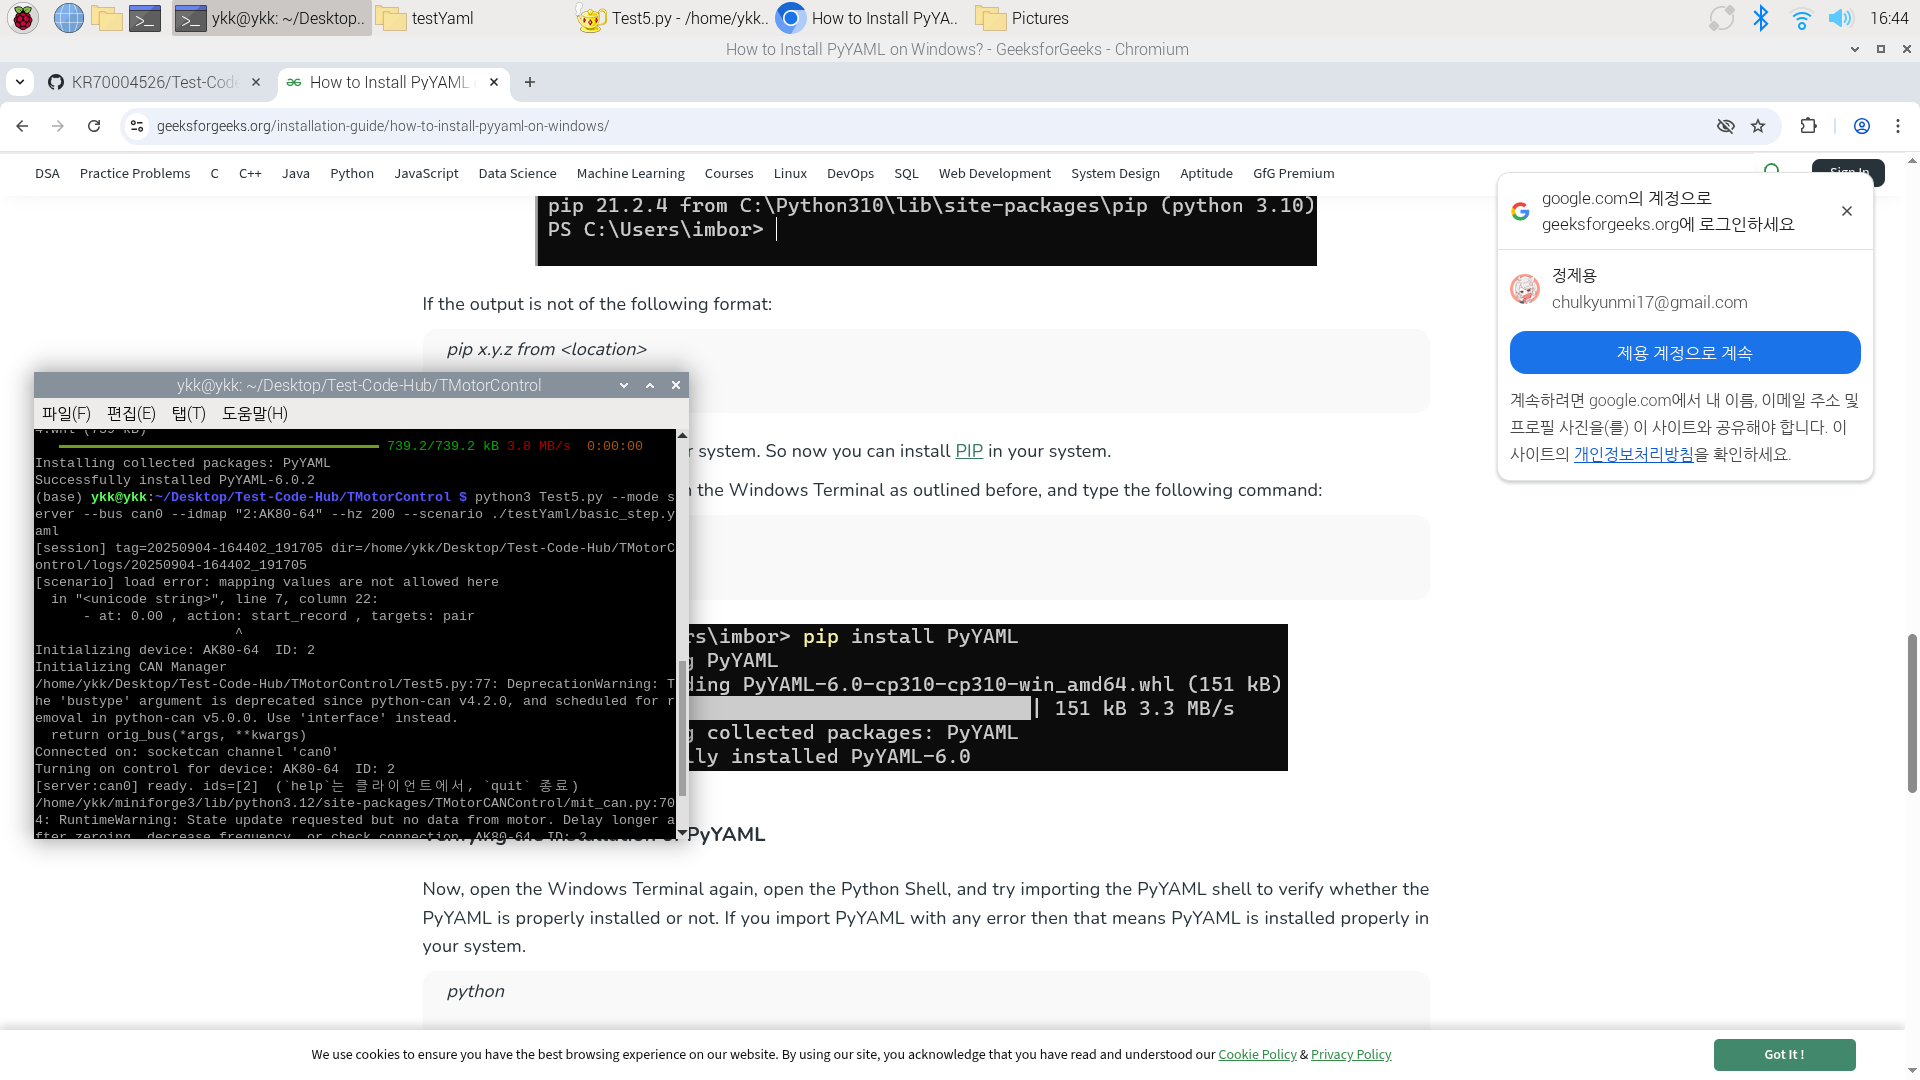 ykk@ykk: ~/Desktop..
testYaml
Test5.py - /home/ykk..
How to Install PyYA..
Pictures
16:44
How to Install PyYAML on Windows? - GeeksforGeeks - Chromium
KR70004526/Test-Code
How to Install PyYAML
geeksforgeeks.org/installation-guide/how-to-install-pyyaml-on-windows/
DSA Practice Problems C C++ Java Python JavaScript Data Science Machine Learning Courses Linux DevOps SQL Web Development System Design Aptitude GfG Premium
Sign In
google.com의 계정으로
geeksforgeeks.org에 로그인하세요
정제용
chulkyunmi17@gmail.com
제용 계정으로 계속
계속하려면 google.com에서 내 이름, 이메일 주소 및
프로필 사진을(를) 이 사이트와 공유해야 합니다. 이
사이트의 개인정보처리방침을 확인하세요.
pip 21.2.4 from C:\Python310\lib\site-packages\pip (python 3.10)
PS C:\Users\imbor>
If the output is not of the following format:
pip x.y.z from <location>
r system. So now you can install PIP in your system.
n the Windows Terminal as outlined before, and type the following command:
rs\imbor> pip install PyYAML
g PyYAML
ding PyYAML-6.0-cp310-cp310-win_amd64.whl (151 kB)
| 151 kB 3.3 MB/s
g collected packages: PyYAML
lly installed PyYAML-6.0
ykk@ykk: ~/Desktop/Test-Code-Hub/TMotorControl
파일(F) 편집(E) 탭(T) 도움말(H)
4.whl (739 kB)
739.2/739.2 kB 3.8 MB/s 0:00:00
Installing collected packages: PyYAML
Successfully installed PyYAML-6.0.2
(base) ykk@ykk:~/Desktop/Test-Code-Hub/TMotorControl $ python3 Test5.py --mode s
erver --bus can0 --idmap "2:AK80-64" --hz 200 --scenario ./testYaml/basic_step.y
aml
[session] tag=20250904-164402_191705 dir=/home/ykk/Desktop/Test-Code-Hub/TMotorC
ontrol/logs/20250904-164402_191705
[scenario] load error: mapping values are not allowed here
in "<unicode string>", line 7, column 22:
- at: 0.00 , action: start_record , targets: pair
^
Initializing device: AK80-64 ID: 2
Initializing CAN Manager
/home/ykk/Desktop/Test-Code-Hub/TMotorControl/Test5.py:77: DeprecationWarning: T
he 'bustype' argument is deprecated since python-can v4.2.0, and scheduled for r
emoval in python-can v5.0.0. Use 'interface' instead.
return orig_bus(*args, **kwargs)
Connected on: socketcan channel 'can0'
Turning on control for device: AK80-64 ID: 2
[server:can0] ready. ids=[2] (`help`는 클라이언트에서, `quit` 종료)
/home/ykk/miniforge3/lib/python3.12/site-packages/TMotorCANControl/mit_can.py:70
4: RuntimeWarning: State update requested but no data from motor. Delay longer a
fter zeroing, decrease frequency, or check connection. AK80-64 ID: 2
Verifying the Installation of PyYAML
Now, open the Windows Terminal again, open the Python Shell, and try importing the PyYAML shell to verify whether the
PyYAML is properly installed or not. If you import PyYAML with any error then that means PyYAML is installed properly in
your system.
python
We use cookies to ensure you have the best browsing experience on our website. By using our site, you acknowledge that you have read and understood our Cookie Policy & Privacy Policy
Got It !